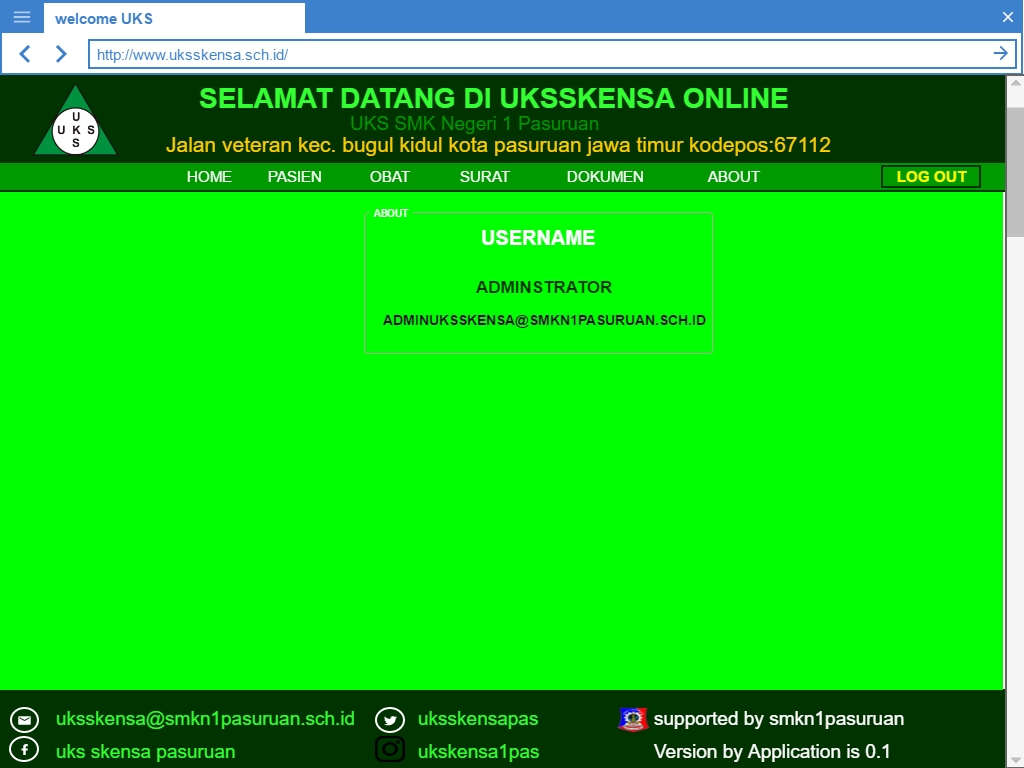 welcome UKS
http://www.uksskensa.sch.id/
SELAMAT DATANG DI UKSSKENSA ONLINE
UKS SMK Negeri 1 Pasuruan
Jalan veteran kec. bugul kidul kota pasuruan jawa timur kodepos:67112
U
U K S
K
S
HOME PASIEN OBAT SURAT DOKUMEN ABOUT LOG OUT
ABOUT
USERNAME
ADMINSTRATOR
ADMINUKSSKENSA@SMKN1PASURUAN.SCH.ID
uksskensa@smkn1pasuruan.sch.id uksskensapas supported by smkn1pasuruan
uks skensa pasuruan ukskensa1pas Version by Application is 0.1